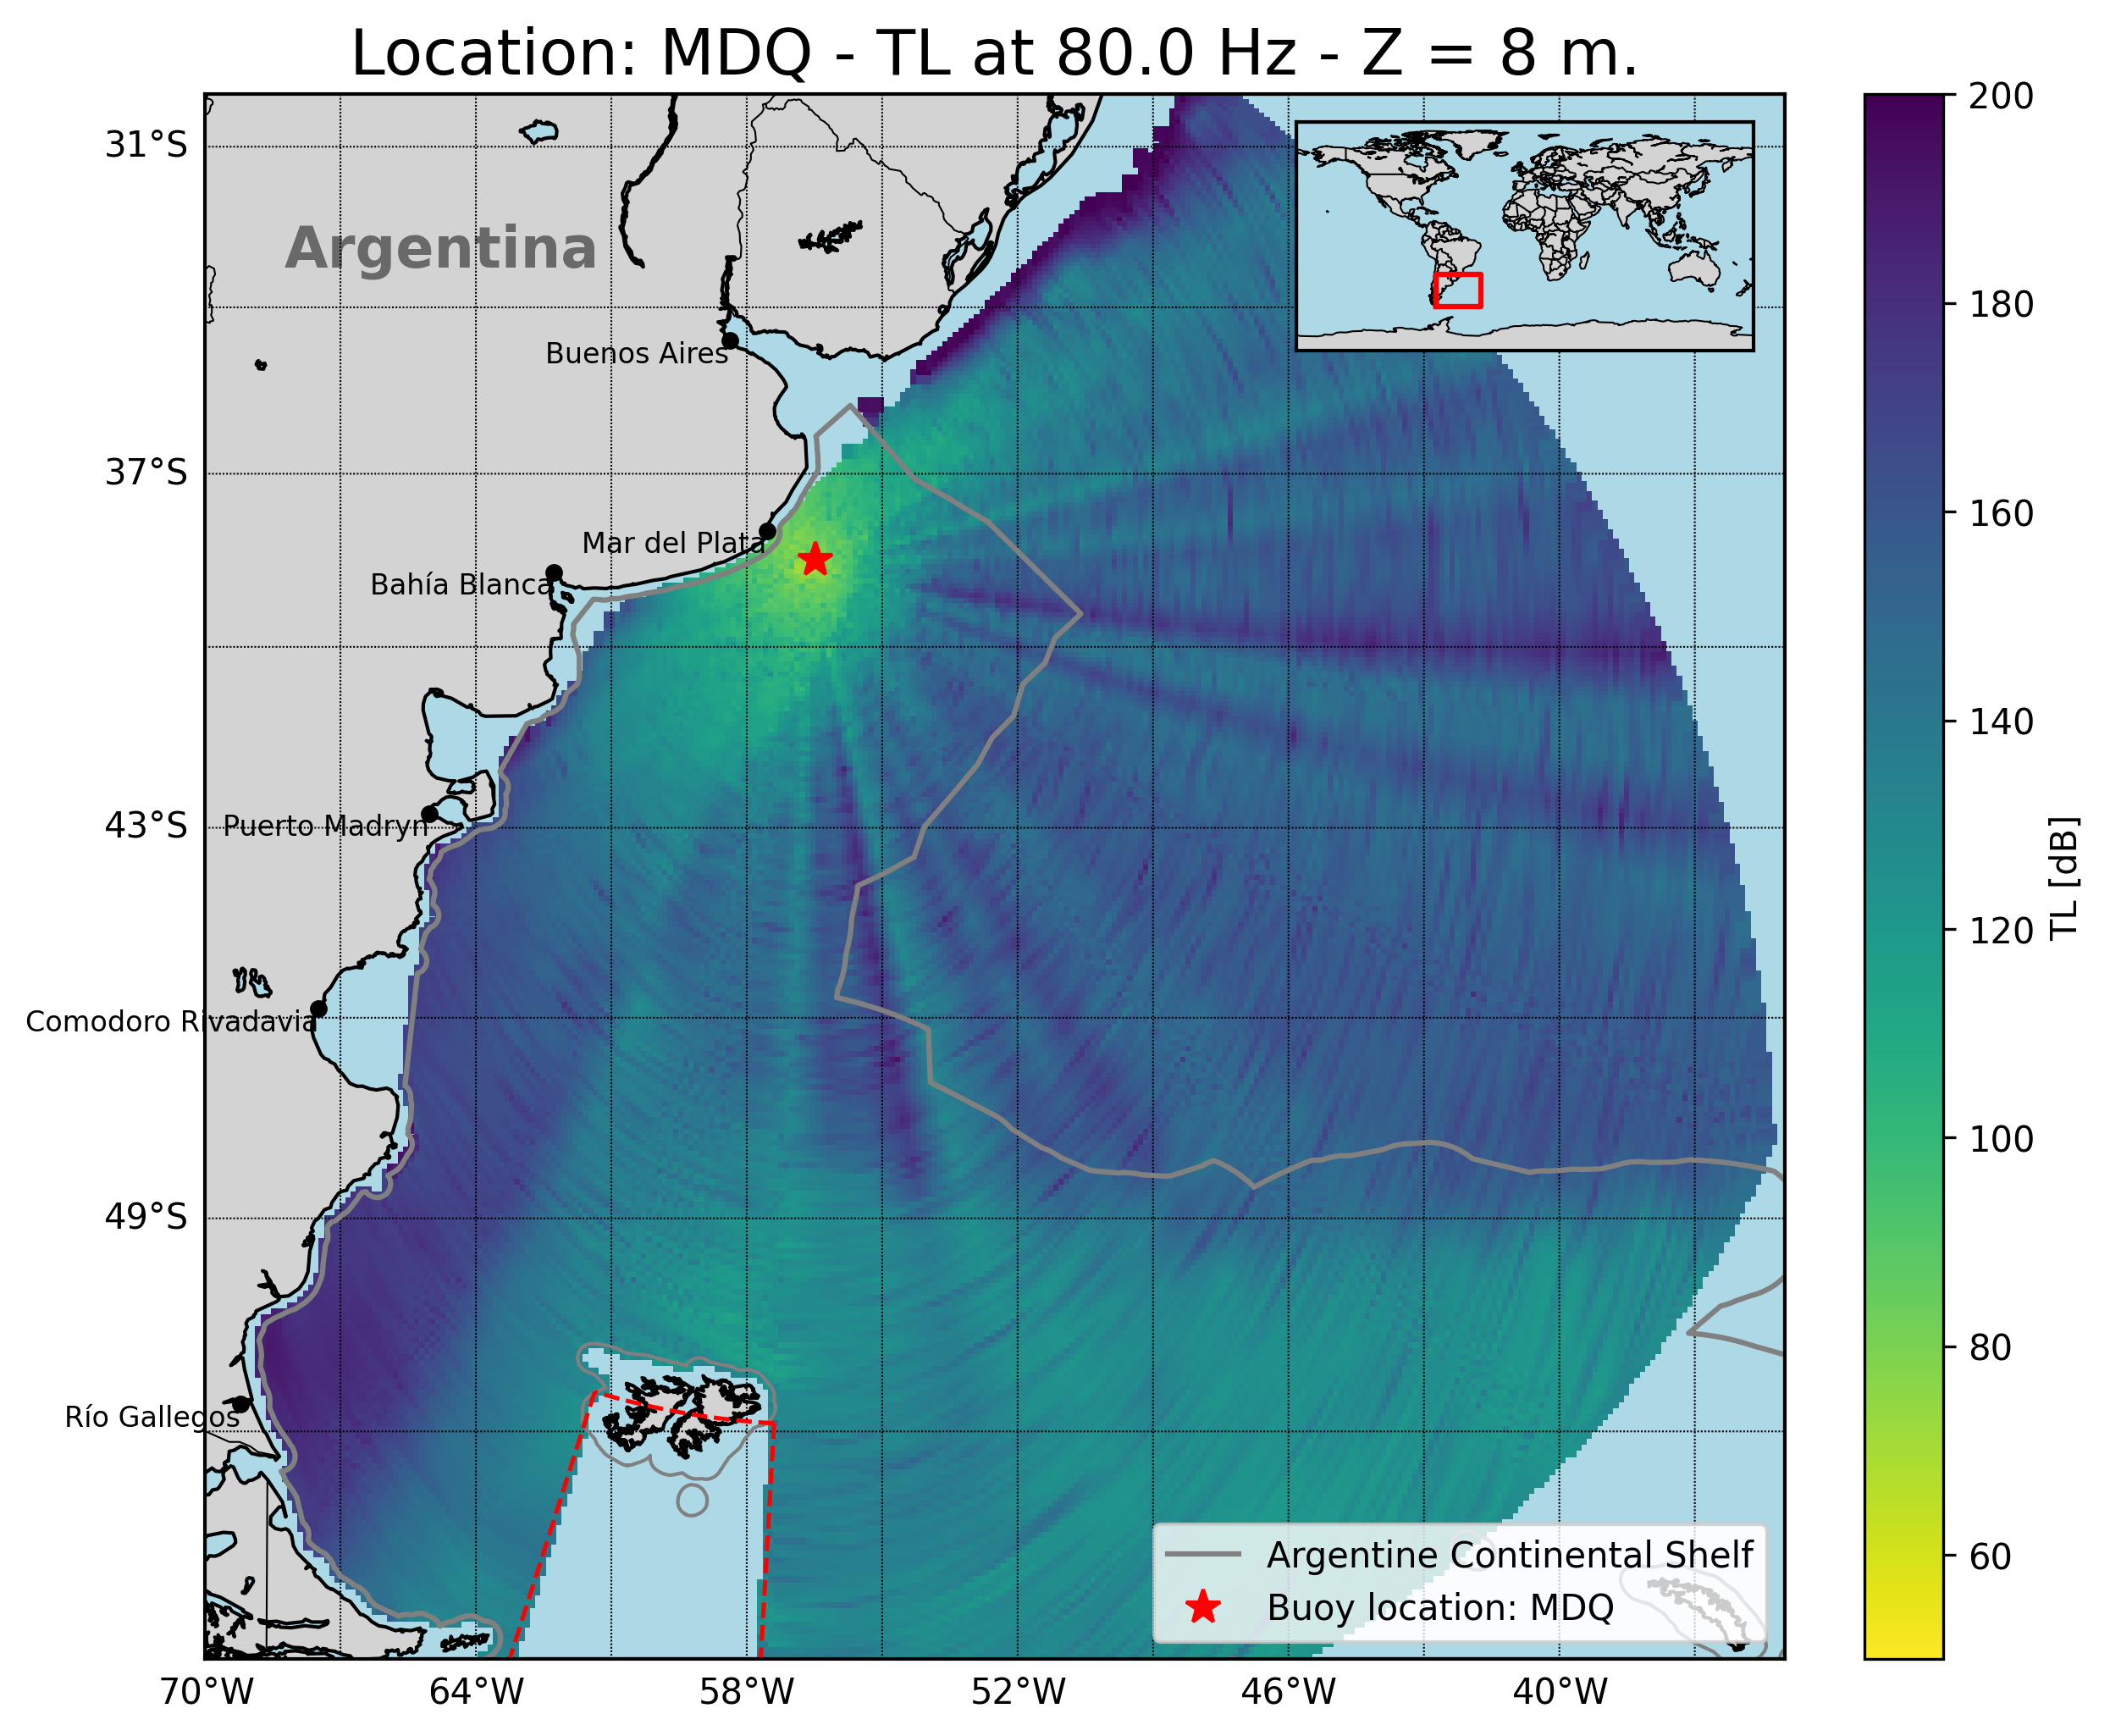 Location: MDQ - TL at 80.0 Hz - Z = 8 m.
31°S
37°S
43°S
49°S
70°W
64°W
58°W
52°W
46°W
40°W
Argentina
Buenos Aires
Mar del Plata
Bahía Blanca
Puerto Madryn
Comodoro Rivadavia
Río Gallegos
Argentine Continental Shelf
Buoy location: MDQ
200
180
160
140
120
100
80
60
TL [dB]